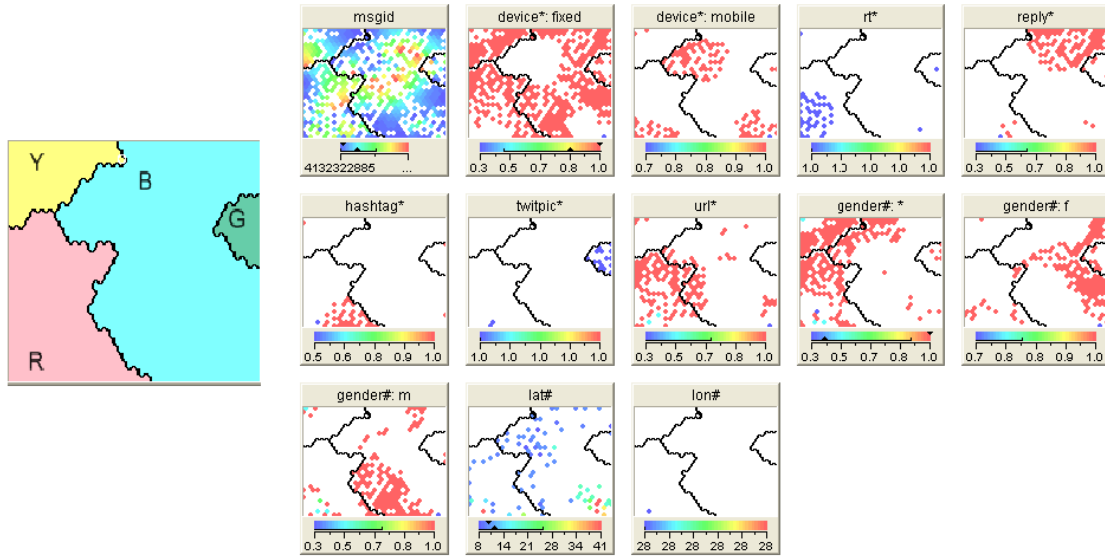 Y
B
G
R
msgid
4132322885 ...
device*: fixed
0.3 0.5 0.7 0.8 1.0
device*: mobile
0.7 0.8 0.8 0.9 1.0
rt*
1.0 1.0 1.0 1.0 1.0
reply*
0.3 0.5 0.7 0.8 1.0
hashtag*
0.5 0.6 0.8 0.9 1.0
twitpic*
1.0 1.0 1.0 1.0 1.0
url*
0.3 0.5 0.7 0.8 1.0
gender#: *
0.3 0.5 0.7 0.8 1.0
gender#: f
0.3 0.5 0.7 0.8 1.0
gender#: m
0.3 0.5 0.7 0.8 1.0
lat#
8 14 21 28 34 41
lon#
28 28 28 28 28 28